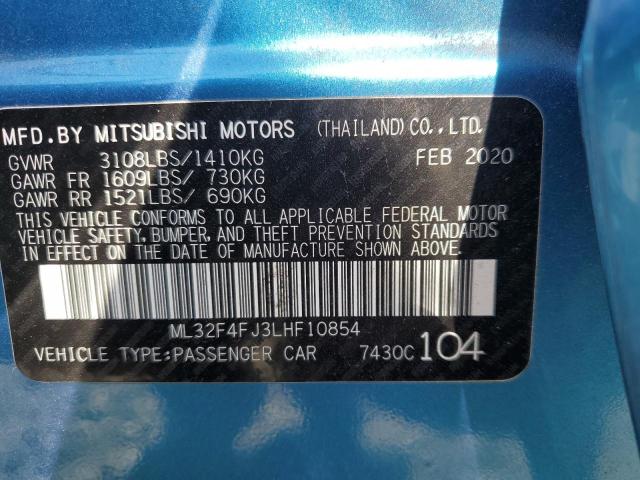 MFD.BY MITSUBISHI MOTORS (THAILAND)CO.,LTD.
GVWR 3108LBS/1410KG FEB 2020
GAWR FR 1609LBS/ 730KG
GAWR RR 1521LBS/ 690KG
THIS VEHICLE CONFORMS TO ALL APPLICABLE FEDERAL MOTOR
VEHICLE SAFETY, BUMPER, AND THEFT PREVENTION STANDARDS
IN EFFECT ON THE DATE OF MANUFACTURE SHOWN ABOVE.
ML32F4FJ3LHF10854
VEHICLE TYPE:PASSENGER CAR 7430C 104